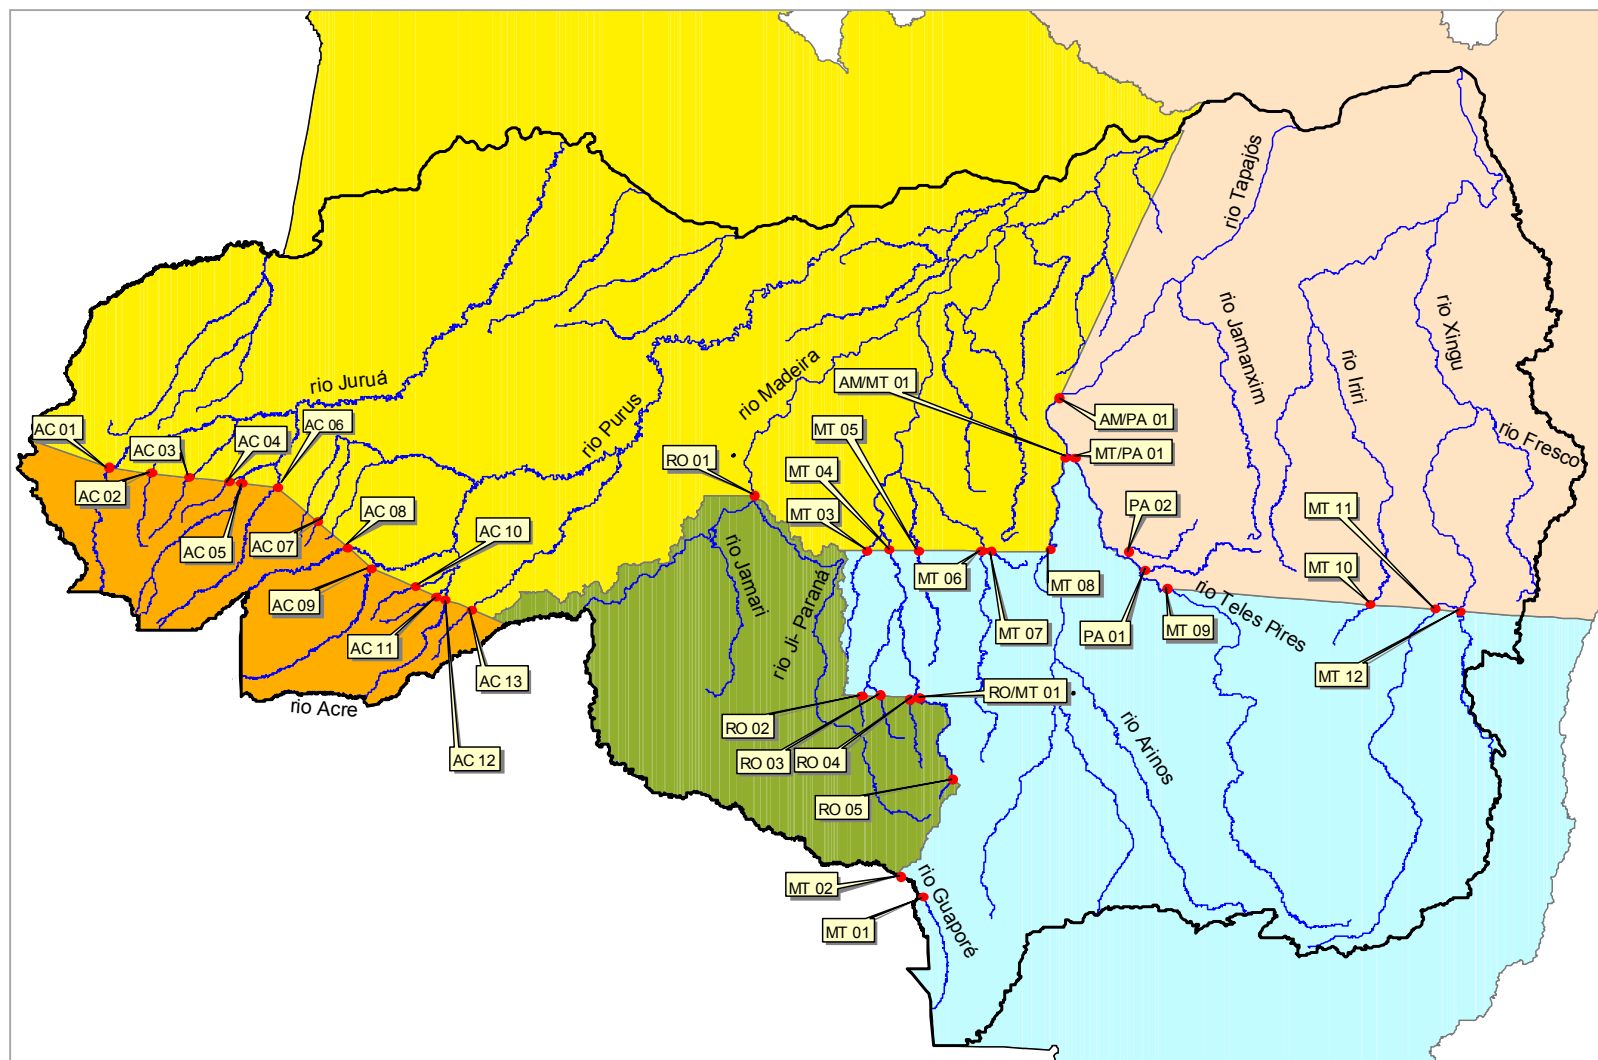 rio Tapajós
rio Juruá
rio Jamanxim
rio Xingu
rio Iriri
rio Madeira
AM/MT 01
rio Purus
AC 01
AC 03
AC 04
AC 06
AM/PA 01
MT 05
rio Fresco
MT/PA 01
RO 01
MT 04
AC 02
MT 03
PA 02
MT 11
AC 05
AC 07
AC 08
AC 10
rio Jamari
MT 10
rio Ji- Paraná
MT 06
MT 08
AC 09
rio Teles Pires
MT 07
PA 01
MT 09
AC 11
MT 12
AC 13
RO/MT 01
rio Acre
RO 02
rio Arinos
AC 12
RO 03
RO 04
RO 05
MT 02
rio Guaporé
MT 01